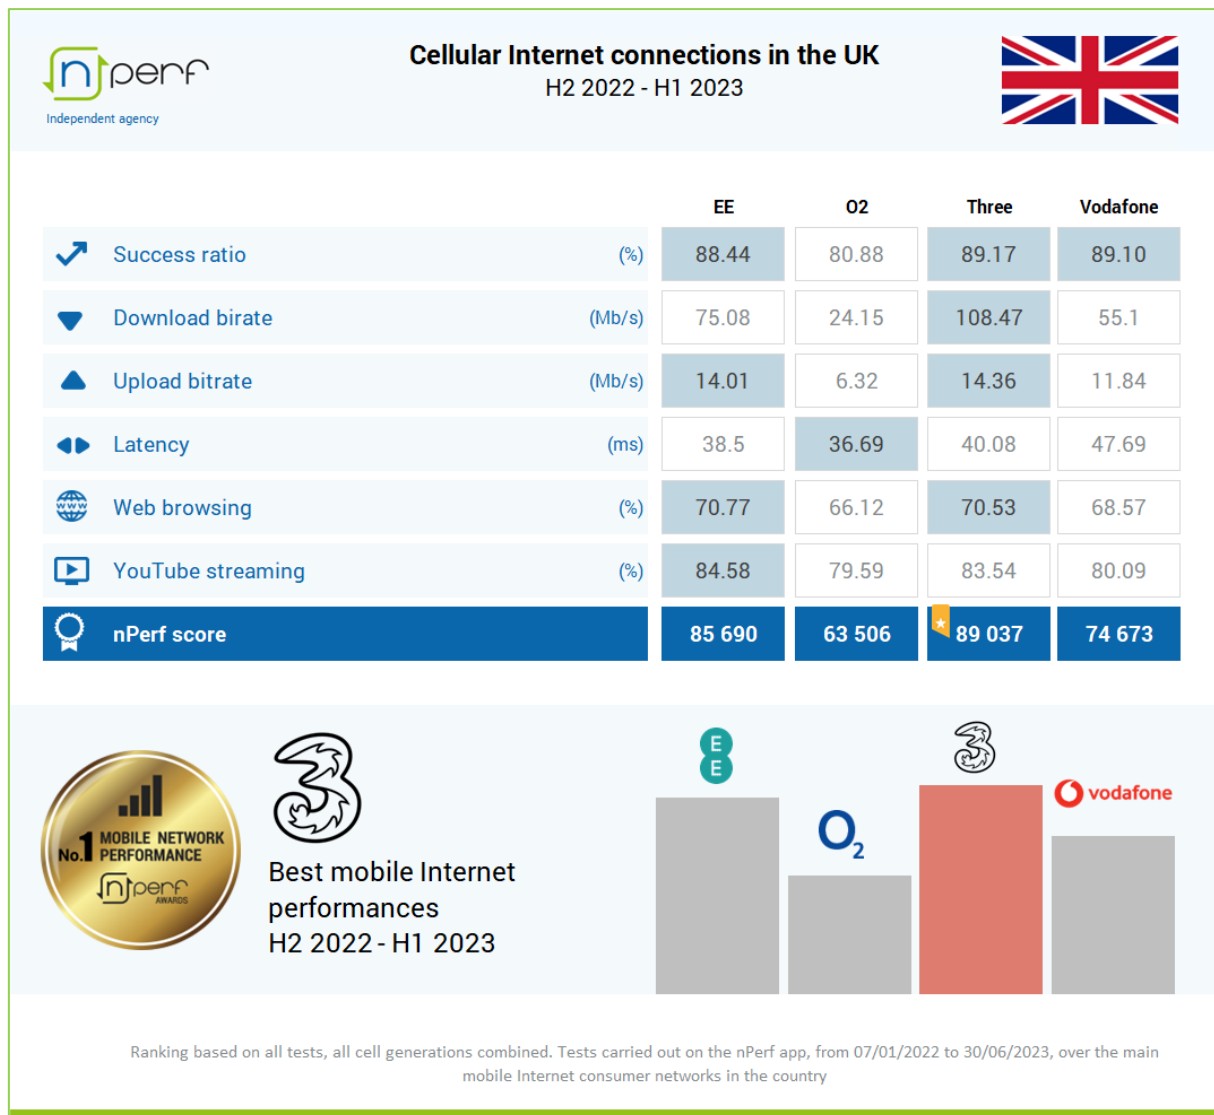 nperf
Independent agency
Cellular Internet connections in the UK
H2 2022 - H1 2023
EE O2 Three Vodafone
Success ratio (%) 88.44 80.88 89.17 89.10
Download birate (Mb/s) 75.08 24.15 108.47 55.1
Upload bitrate (Mb/s) 14.01 6.32 14.36 11.84
Latency (ms) 38.5 36.69 40.08 47.69
www Web browsing (%) 70.77 66.12 70.53 68.57
YouTube streaming (%) 84.58 79.59 83.54 80.09
nPerf score 85 690 63 506 89 037 74 673
No.1 MOBILE NETWORK
PERFORMANCE
nperf
AWARDS
3
Best mobile Internet
performances
H2 2022 - H1 2023
EE
O2
3
vodafone
Ranking based on all tests, all cell generations combined. Tests carried out on the nPerf app, from 07/01/2022 to 30/06/2023, over the main
mobile Internet consumer networks in the country